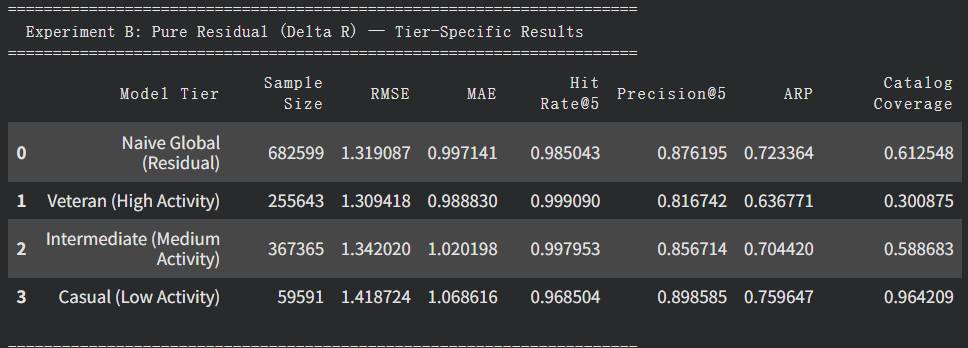 ======================================================================
Experiment B: Pure Residual (Delta R) — Tier-Specific Results
======================================================================
Model Tier Sample Size RMSE MAE Hit Rate@5 Precision@5 ARP Catalog Coverage
0 Naive Global (Residual) 682599 1.319087 0.997141 0.985043 0.876195 0.723364 0.612548
1 Veteran (High Activity) 255643 1.309418 0.988830 0.999090 0.816742 0.636771 0.300875
2 Intermediate (Medium Activity) 367365 1.342020 1.020198 0.997953 0.856714 0.704420 0.588683
3 Casual (Low Activity) 59591 1.418724 1.068616 0.968504 0.898585 0.759647 0.964209
======================================================================